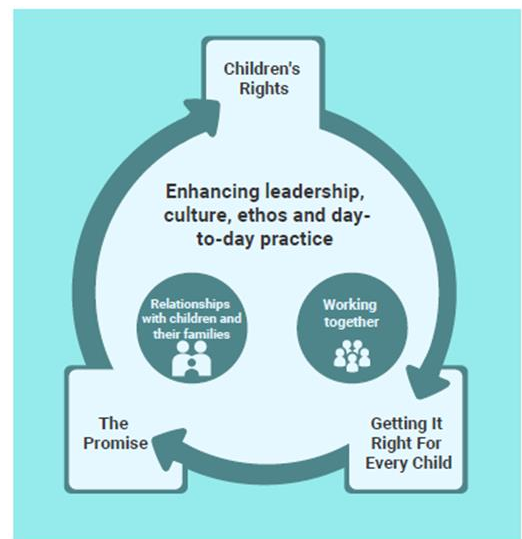 Children's
Rights
Enhancing leadership,
culture, ethos and day-
to-day practice
Relationships
with children and
their families
Working
together
The
Promise
Getting It
Right For
Every Child